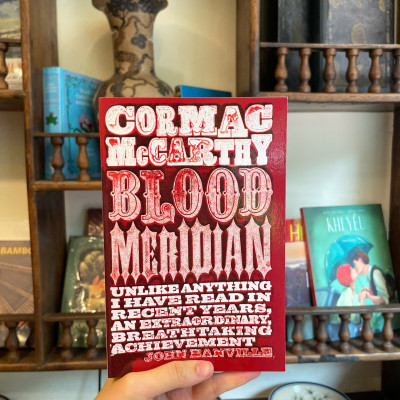 CORMAC
McCARTHY
BLOOD
MERIDIAN
UNLIKE ANYTHING
I HAVE READ IN
RECENT YEARS,
AN EXTRAORDINARY,
BREATHTAKING
ACHIEVEMENT
JOHN BANVILLE